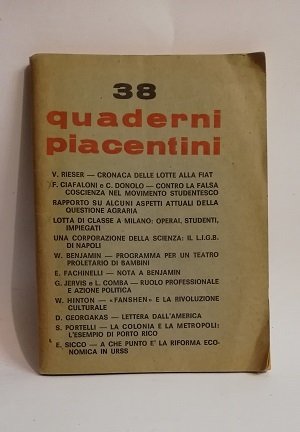 38
quaderni
piacentini
V. RIESER — CRONACA DELLE LOTTE ALLA FIAT
F. CIAFALONI e C. DONOLO — CONTRO LA FALSA
COSCIENZA NEL MOVIMENTO STUDENTESCO
RAPPORTO SU ALCUNI ASPETTI ATTUALI DELLA
QUESTIONE AGRARIA
LOTTA DI CLASSE A MILANO: OPERAI, STUDENTI,
IMPIEGATI
UNA CORPORAZIONE DELLA SCIENZA: IL L.I.G.B.
DI NAPOLI
W. BENJAMIN — PROGRAMMA PER UN TEATRO
PROLETARIO DI BAMBINI
E. FACHINELLI — NOTA A BENJAMIN
G. JERVIS e L. COMBA — RUOLO PROFESSIONALE
E AZIONE POLITICA
W. HINTON — «FANSHEN» E LA RIVOLUZIONE
CULTURALE
D. GEORGAKAS — LETTERA DALL'AMERICA
S. PORTELLI — LA COLONIA E LA METROPOLI:
L'ESEMPIO DI PORTO RICO
E. SICCO — A CHE PUNTO E' LA RIFORMA ECO-
NOMICA IN URSS